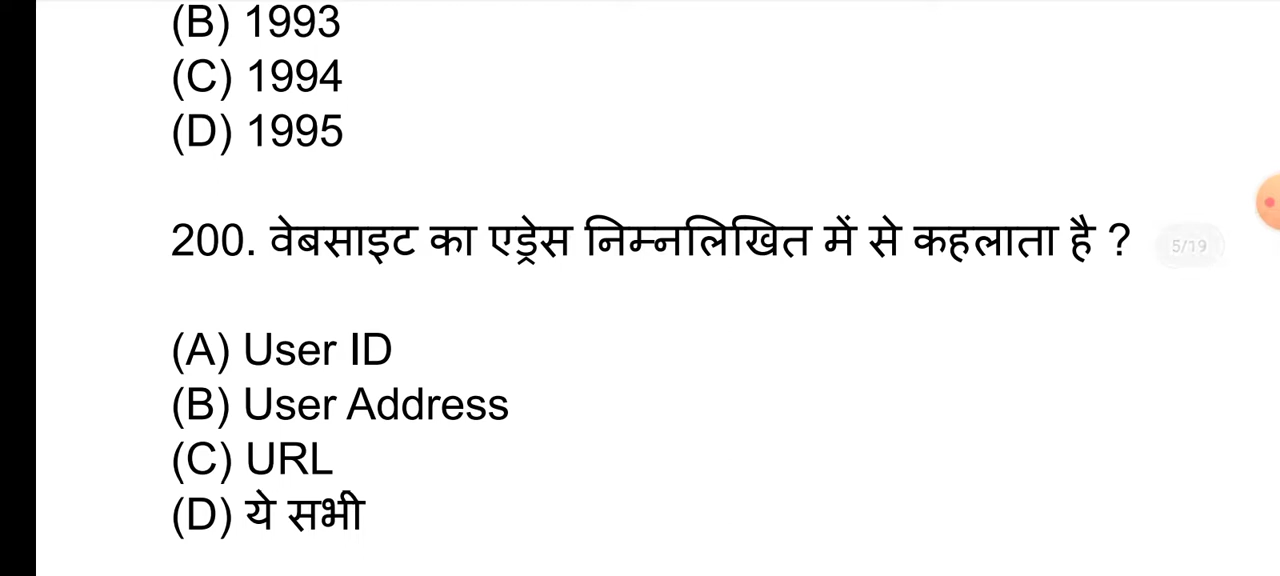 (B) 1993
(C) 1994
(D) 1995
200. वेबसाइट का एड्रेस निम्नलिखित में से कहलाता है ?
5/19
(A) User ID
(B) User Address
(C) URL
(D) ये सभी